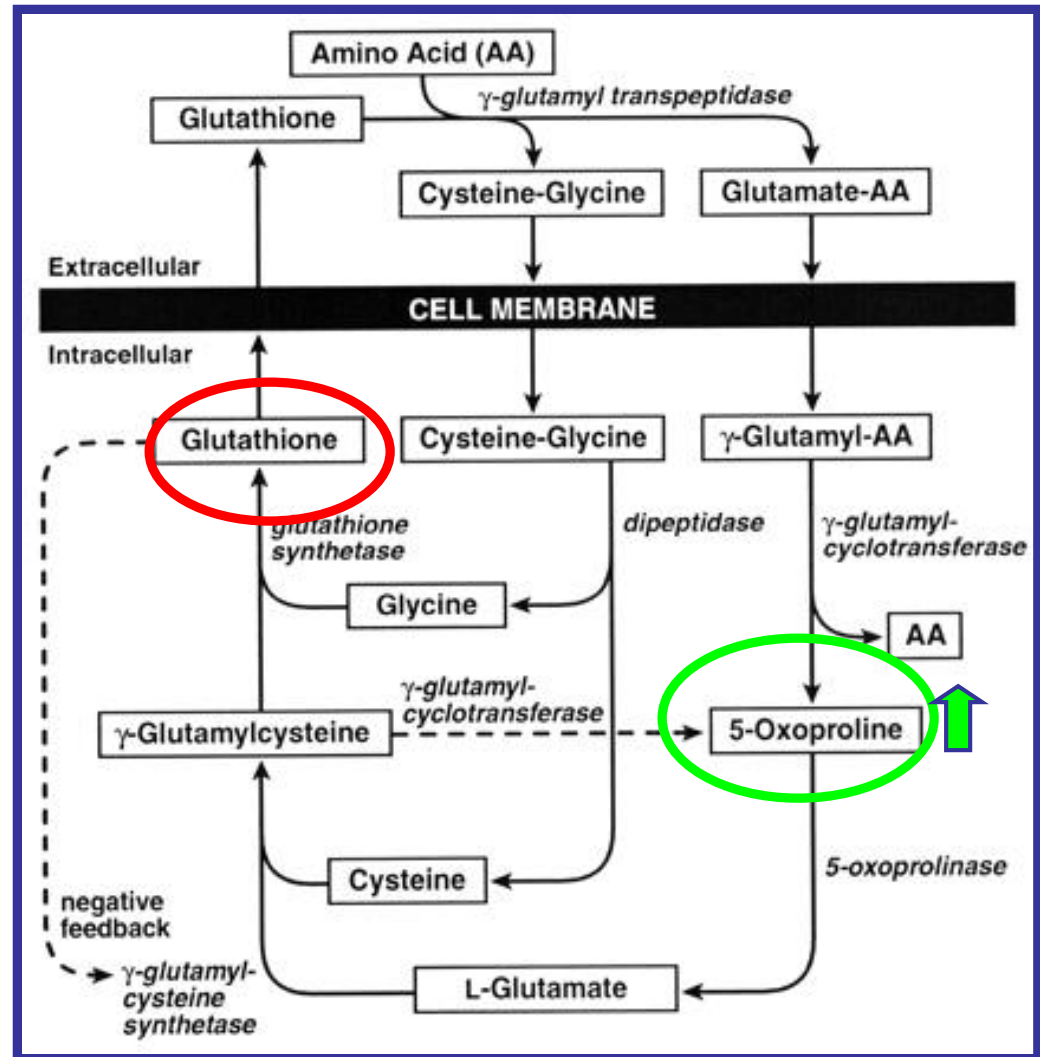 Amino Acid (AA)
γ-glutamyl transpeptidase
Glutathione
Cysteine-Glycine
Glutamate-AA
Extracellular
CELL MEMBRANE
Intracellular
Glutathione
Cysteine-Glycine
γ-Glutamyl-AA
glutathione
synthetase
dipeptidase
γ-glutamyl-
cyclotransferase
Glycine
AA
γ-glutamyl-
cyclotransferase
γ-Glutamylcysteine
5-Oxoproline
Cysteine
5-oxoprolinase
negative
feedback
γ-glutamyl-
cysteine
synthetase
L-Glutamate